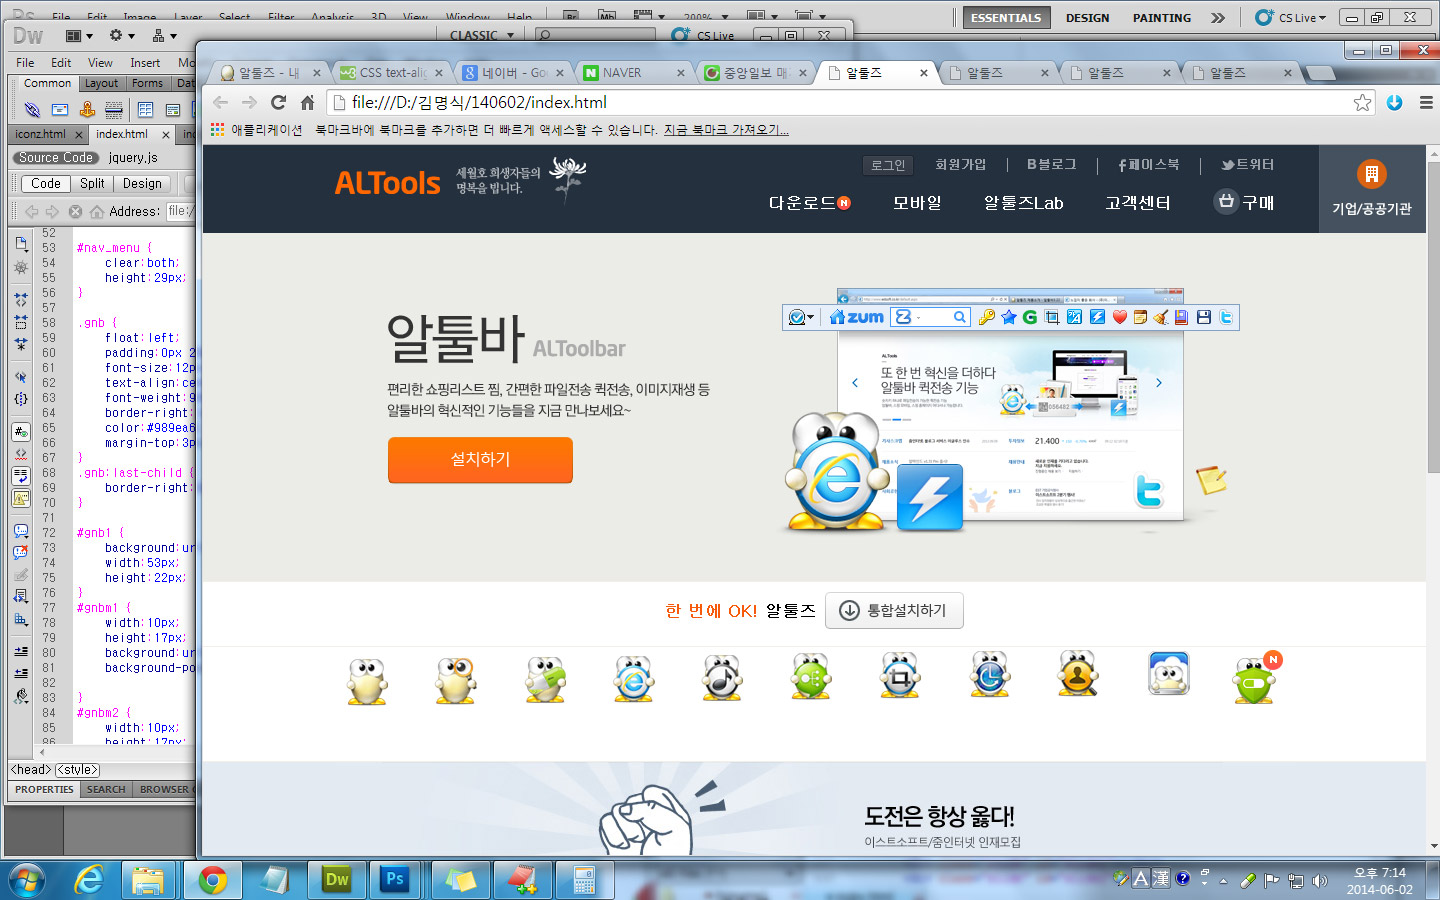 Ps File Edit Image Layer Select Filter Analysis 3D View Window Help Br Mb 200%
ESSENTIALS DESIGN PAINTING CS Live
Dw CLASSIC CS Live
File Edit View Insert
Common Layout Forms
iconz.html index.html
Source Code jquery.js
Code Split Design
Address: file:/
52
53 #nav_menu {
54 clear:both;
55 height:29px;
56 }
57
58 .gnb {
59 float:left;
60 padding:0px 2
61 font-size:12p
62 text-align:ce
63 font-weight:9
64 border-right:
65 color:#989ea6
66 margin-top:3p
67 }
68 .gnb:last-child {
69 border-right:
70 }
71
72 #gnb1 {
73 background:ur
74 width:53px;
75 height:22px;
76 }
77 #gnbm1 {
78 width:10px;
79 height:17px;
80 background:ur
81 background-po
82
83 }
84 #gnbm2 {
85 width:10px;
86 height:17px;
<head> <style>
PROPERTIES SEARCH BROWSER
알툴즈 - 내
CSS text-alig
네이버 - Goo
NAVER
중앙일보 매
알툴즈
알툴즈
알툴즈
알툴즈
file:///D:/김명식/140602/index.html
애플리케이션 북마크바에 북마크를 추가하면 더 빠르게 액세스할 수 있습니다. 지금 북마크 가져오기...
ALTools
세월호 희생자들의
명복을 빕니다.
로그인 회원가입 B블로그 f페이스북 트위터
다운로드 N 모바일 알툴즈Lab 고객센터 구매
기업/공공기관
알툴바 ALToolbar
편리한 쇼핑리스트 찜, 간편한 파일전송 퀵전송, 이미지재생 등
알툴바의 혁신적인 기능들을 지금 만나보세요~
설치하기
zum
ALTools
또 한 번 혁신을 더하다
알툴바 퀵전송 기능
056482
21,400
한 번에 OK! 알툴즈 통합설치하기
N
도전은 항상 옳다!
이스트소프트/줌인터넷 인재모집
Dw Ps
A 漢
오후 7:14
2014-06-02